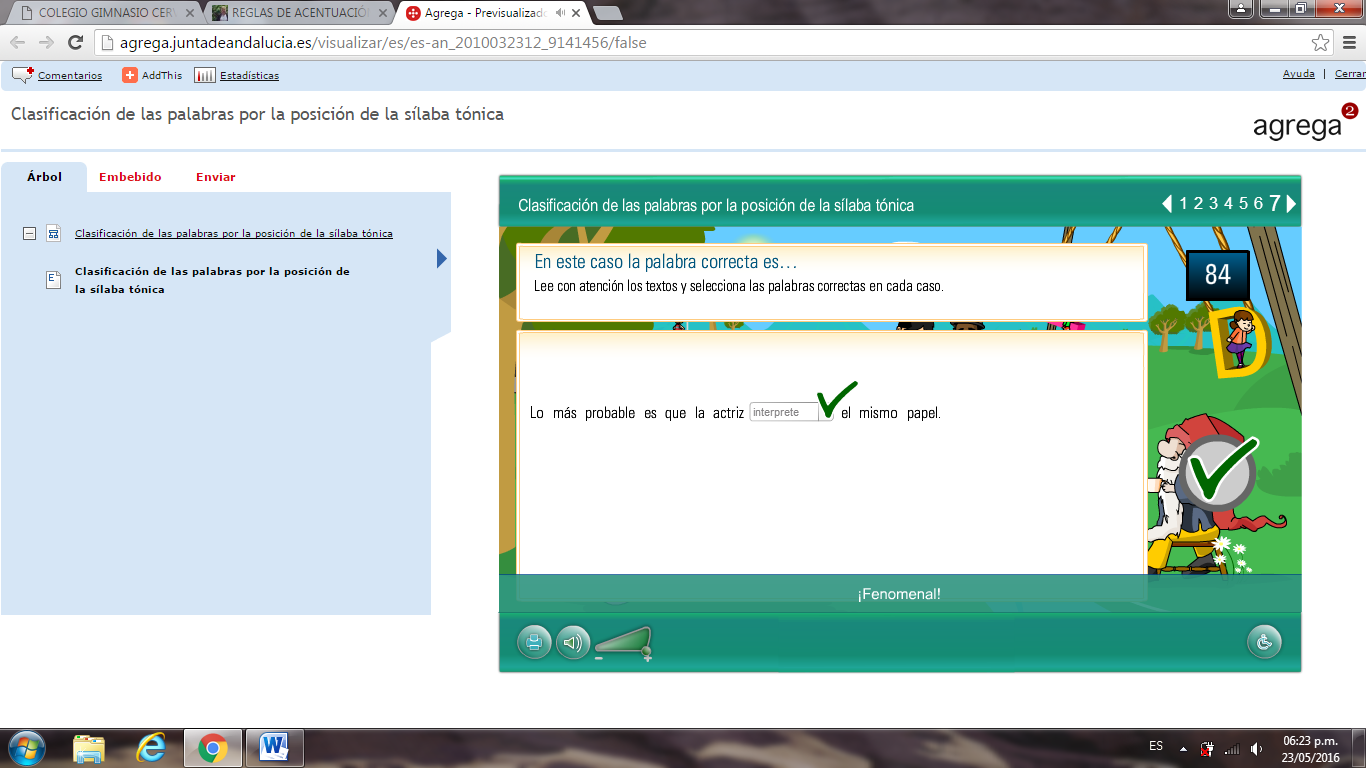 COLEGIO GIMNASIO CER
REGLAS DE ACENTUACIÓ
Agrega - Previsualizado
agrega.juntadeandalucia.es/visualizar/es/es-an_2010032312_9141456/false
Comentarios AddThis Estadísticas Ayuda | Cerrar
Clasificación de las palabras por la posición de la sílaba tónica
agrega 2
Árbol Embebido Enviar
Clasificación de las palabras por la posición de la sílaba tónica
Clasificación de las palabras por la posición de
la sílaba tónica
Clasificación de las palabras por la posición de la sílaba tónica
1 2 3 4 5 6 7
En este caso la palabra correcta es...
Lee con atención los textos y selecciona las palabras correctas en cada caso.
84
D
Lo más probable es que la actriz interprete el mismo papel.
¡Fenomenal!
ES
06:23 p.m.
23/05/2016